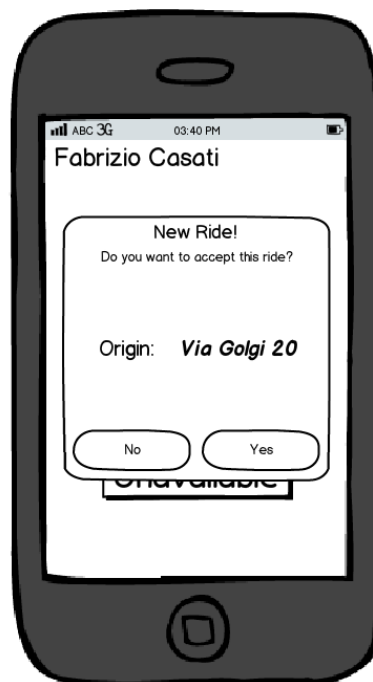 ABC 3G 03:40 PM
Fabrizio Casati
New Ride!
Do you want to accept this ride?
Origin: Via Golgi 20
No Yes
Unavailable